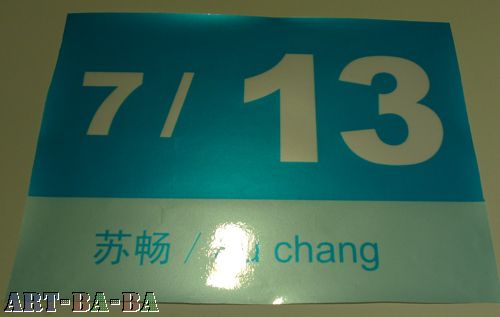 7/ 13
苏畅 / chang
ART-BA-BA